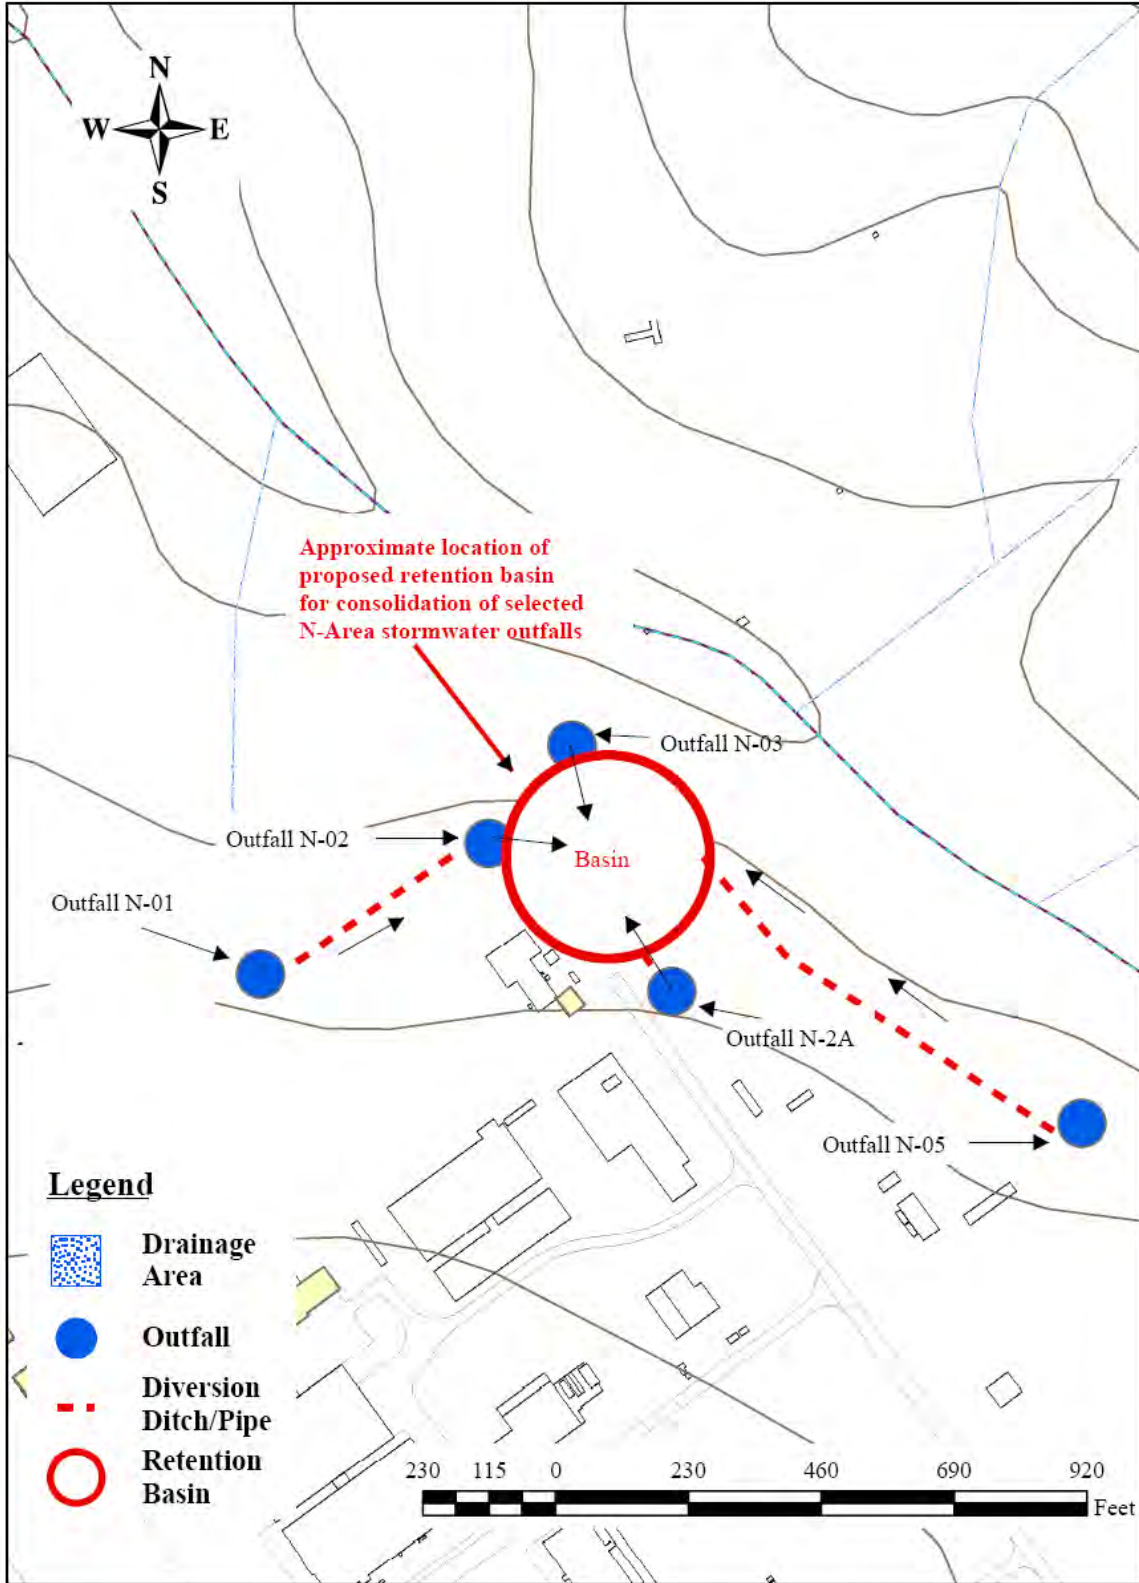 N
W E
S
Approximate location of
proposed retention basin
for consolidation of selected
N-Area stormwater outfalls
Outfall N-03
Outfall N-02
Basin
Outfall N-01
Outfall N-2A
Outfall N-05
Legend
Drainage
Area
Outfall
Diversion
Ditch/Pipe
Retention
Basin
230 115 0 230 460 690 920
Feet